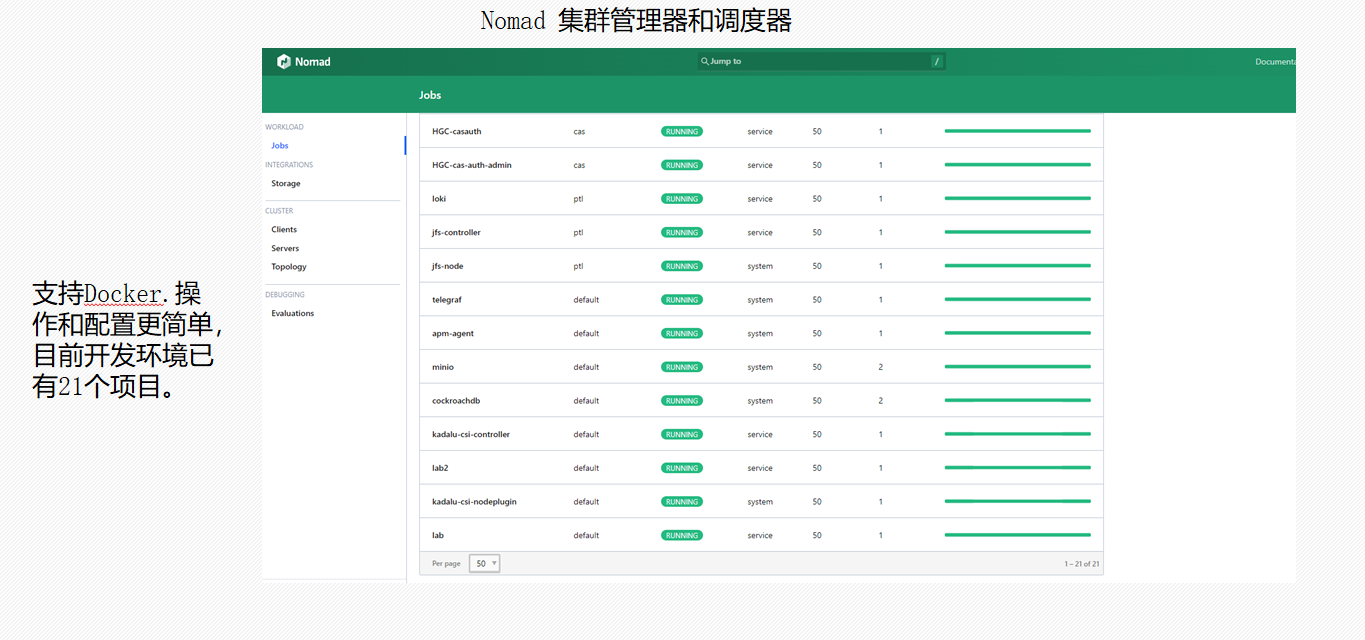 Nomad 集群管理器和调度器
Nomad
Jump to /
Documenta
Jobs
WORKLOAD
Jobs
INTEGRATIONS
Storage
CLUSTER
Clients
Servers
Topology
DEBUGGING
Evaluations
HGC-casauth cas RUNNING service 50 1
HGC-cas-auth-admin cas RUNNING service 50 1
loki ptl RUNNING service 50 1
jfs-controller ptl RUNNING service 50 1
jfs-node ptl RUNNING system 50 1
telegraf default RUNNING system 50 1
apm-agent default RUNNING system 50 1
minio default RUNNING system 50 2
cockroachdb default RUNNING system 50 2
kadalu-csi-controller default RUNNING service 50 1
lab2 default RUNNING service 50 1
kadalu-csi-nodeplugin default RUNNING system 50 1
lab default RUNNING service 50 1
Per page 50 1 – 21 of 21
支持Docker.操
作和配置更简单,
目前开发环境已
有21个项目。